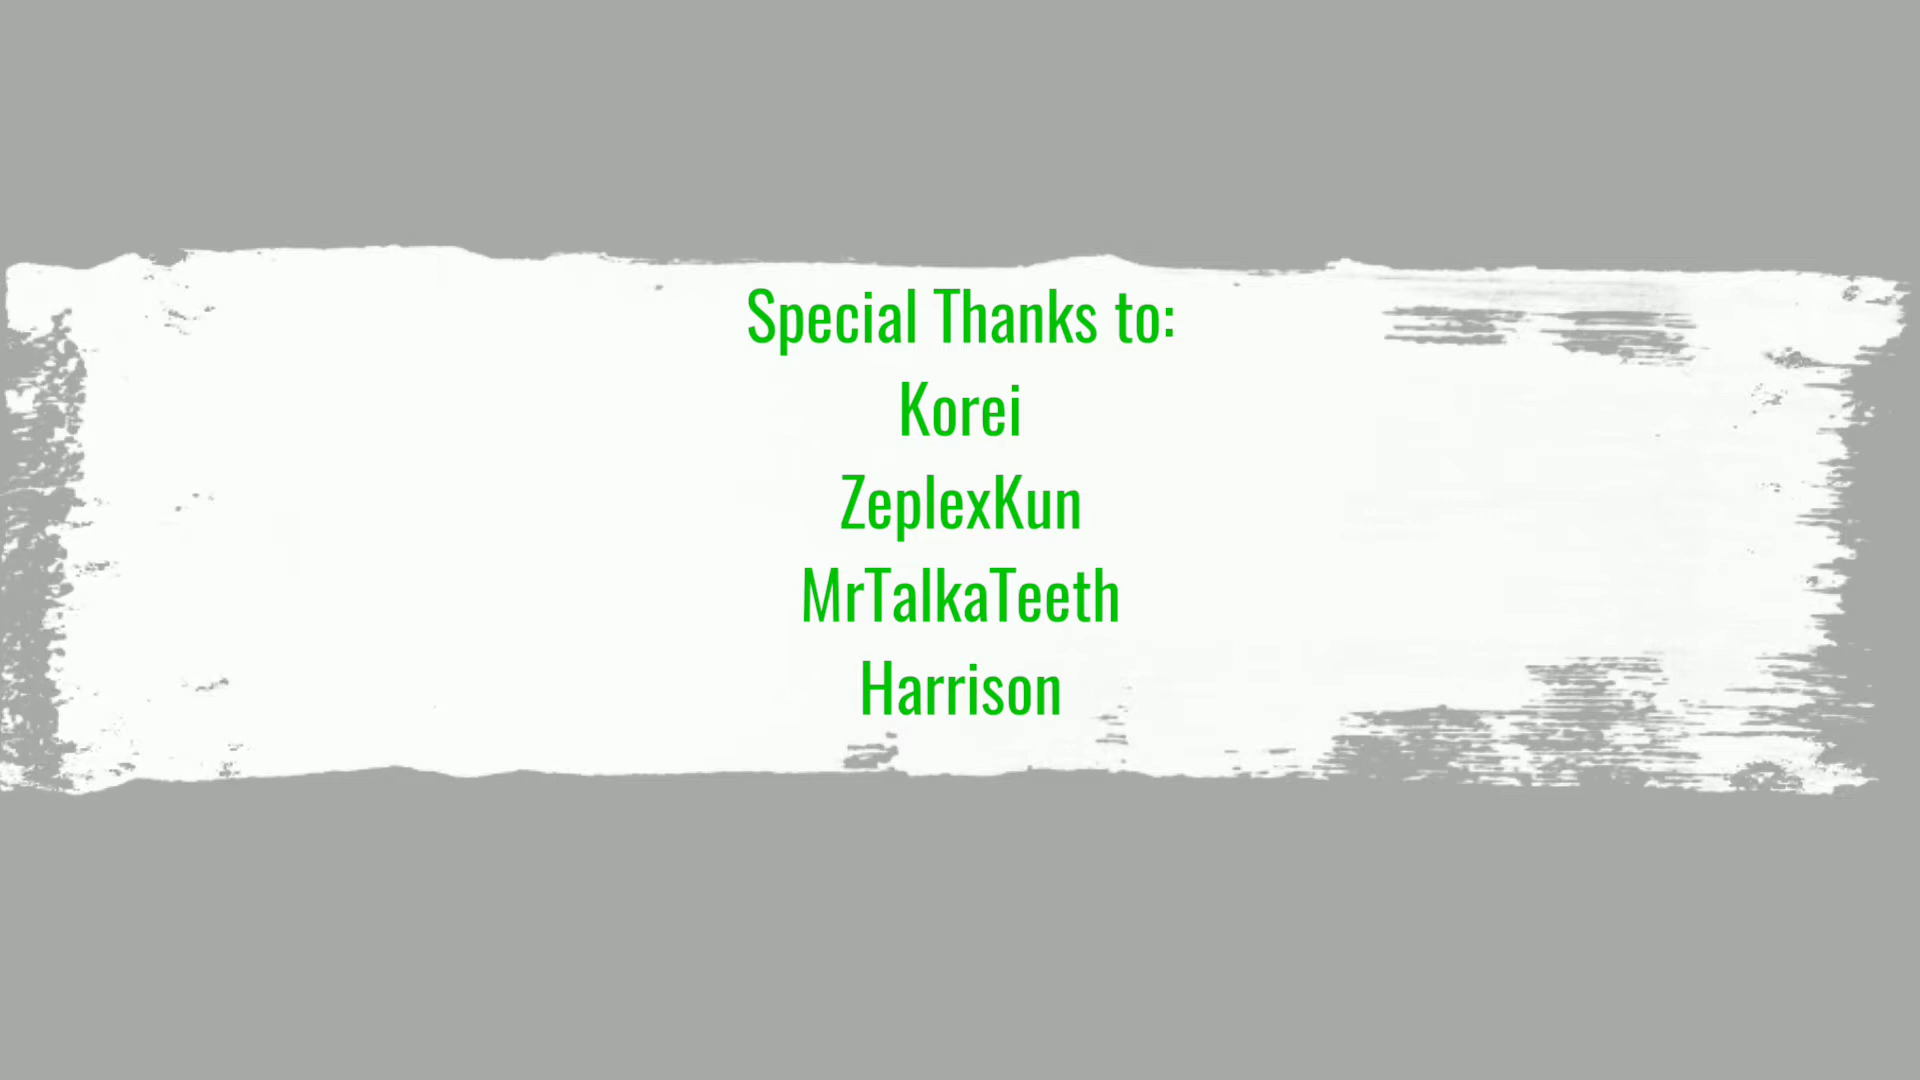 Special Thanks to:
Korei
ZeplexKun
MrTalkaTeeth
Harrison